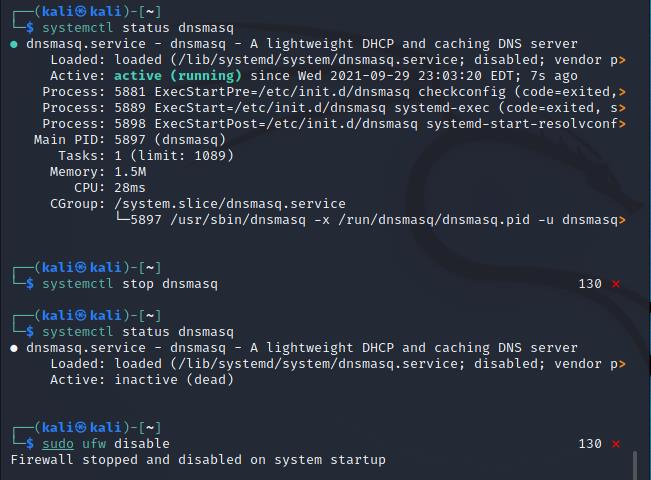 ┌──(kali㉿kali)-[~]
└─$ systemctl status dnsmasq
● dnsmasq.service - dnsmasq - A lightweight DHCP and caching DNS server
Loaded: loaded (/lib/systemd/system/dnsmasq.service; disabled; vendor p>
Active: active (running) since Wed 2021-09-29 23:03:20 EDT; 7s ago
Process: 5881 ExecStartPre=/etc/init.d/dnsmasq checkconfig (code=exited,>
Process: 5889 ExecStart=/etc/init.d/dnsmasq systemd-exec (code=exited, s>
Process: 5898 ExecStartPost=/etc/init.d/dnsmasq systemd-start-resolvconf>
Main PID: 5897 (dnsmasq)
Tasks: 1 (limit: 1089)
Memory: 1.5M
CPU: 28ms
CGroup: /system.slice/dnsmasq.service
└─5897 /usr/sbin/dnsmasq -x /run/dnsmasq/dnsmasq.pid -u dnsmasq>
┌──(kali㉿kali)-[~]
└─$ systemctl stop dnsmasq 130 ⨯
┌──(kali㉿kali)-[~]
└─$ systemctl status dnsmasq
● dnsmasq.service - dnsmasq - A lightweight DHCP and caching DNS server
Loaded: loaded (/lib/systemd/system/dnsmasq.service; disabled; vendor p>
Active: inactive (dead)
┌──(kali㉿kali)-[~]
└─$ sudo ufw disable 130 ⨯
Firewall stopped and disabled on system startup